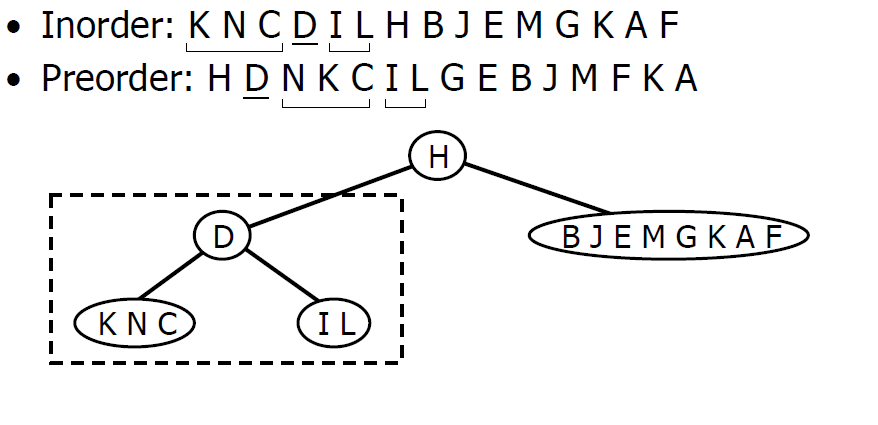 • Inorder: K N C D I L H B J E M G K A F
• Preorder: H D N K C I L G E B J M F K A
H
D
B J E M G K A F
K N C
I L